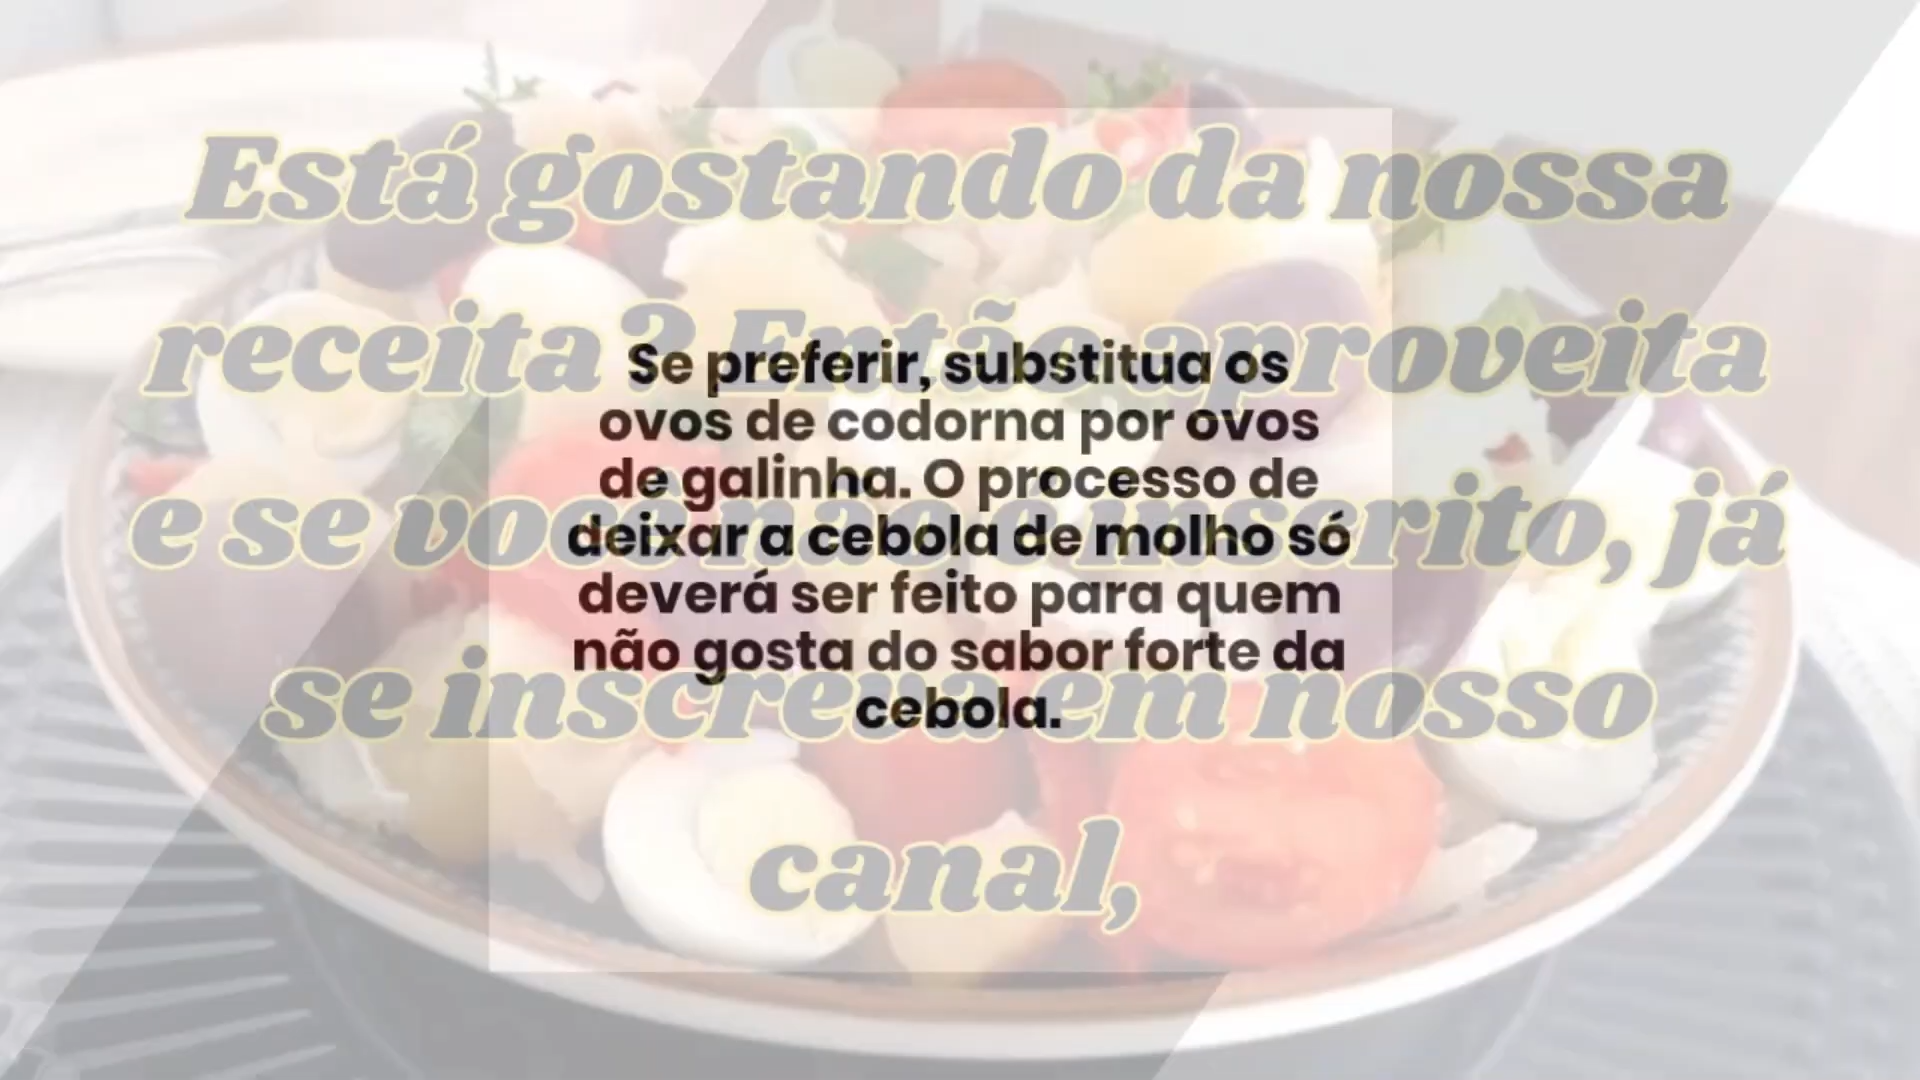 Está gostando da nossa
receita? Então aproveita
e se você não é inscrito, já
se inscreva em nosso
canal,
Se preferir, substitua os
ovos de codorna por ovos
de galinha. O processo de
deixar a cebola de molho só
deverá ser feito para quem
não gosta do sabor forte da
cebola.